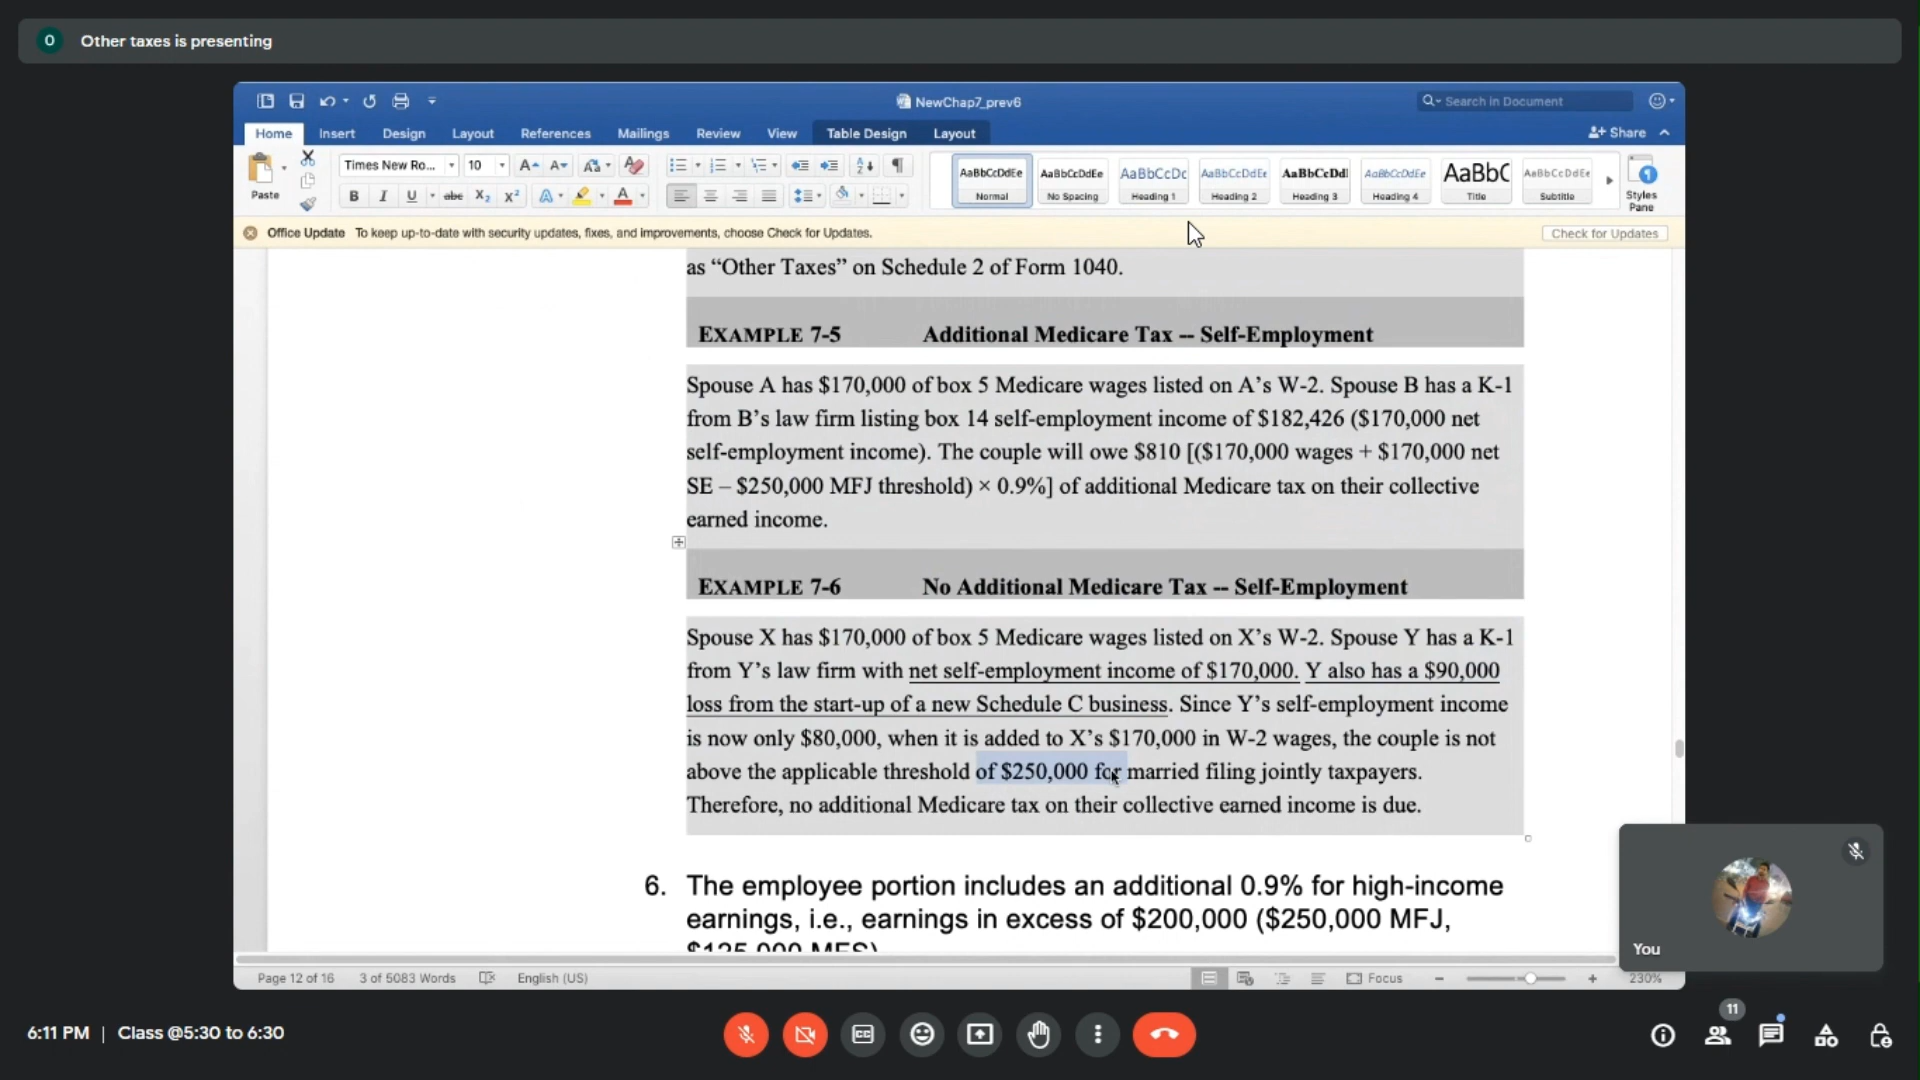 O Other taxes is presenting
NewChap7_prev6
Search in Document
Home Insert Design Layout References Mailings Review View Table Design Layout Share
Paste
Times New Ro... 10
B I U abc X₂ X²
AaBbCcDdEe Normal
AaBbCcDdEe No Spacing
AaBbCcDc Heading 1
AaBbCcDdEe Heading 2
AaBbCcDdl Heading 3
AaBbCcDdEe Heading 4
AaBbC Title
AaBbCcDdEe Subtitle
Styles Pane
Office Update To keep up-to-date with security updates, fixes, and improvements, choose Check for Updates. Check for Updates
as “Other Taxes” on Schedule 2 of Form 1040.
EXAMPLE 7-5 Additional Medicare Tax -- Self-Employment
Spouse A has $170,000 of box 5 Medicare wages listed on A’s W-2. Spouse B has a K-1
from B’s law firm listing box 14 self-employment income of $182,426 ($170,000 net
self-employment income). The couple will owe $810 [($170,000 wages + $170,000 net
SE – $250,000 MFJ threshold) × 0.9%] of additional Medicare tax on their collective
earned income.
EXAMPLE 7-6 No Additional Medicare Tax -- Self-Employment
Spouse X has $170,000 of box 5 Medicare wages listed on X’s W-2. Spouse Y has a K-1
from Y’s law firm with net self-employment income of $170,000. Y also has a $90,000
loss from the start-up of a new Schedule C business. Since Y’s self-employment income
is now only $80,000, when it is added to X’s $170,000 in W-2 wages, the couple is not
above the applicable threshold of $250,000 for married filing jointly taxpayers.
Therefore, no additional Medicare tax on their collective earned income is due.
6. The employee portion includes an additional 0.9% for high-income
earnings, i.e., earnings in excess of $200,000 ($250,000 MFJ,
$125,000 MFS)
You
Page 12 of 16 3 of 5083 Words English (US) Focus 230%
6:11 PM | Class @5:30 to 6:30
CC
11